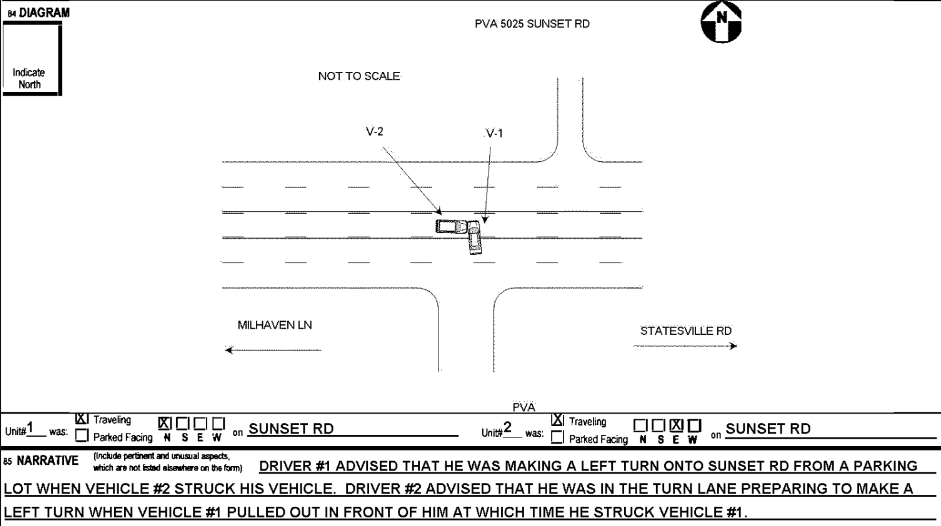 84 DIAGRAM
PVA 5025 SUNSET RD
N
Indicate
North
NOT TO SCALE
V-2
V-1
MILHAVEN LN
STATESVILLE RD
PVA
Unit# 1 was: X Traveling Parked Facing X N S E W on SUNSET RD
Unit# 2 was: X Traveling Parked Facing N S X E W on SUNSET RD
85 NARRATIVE (Include pertinent and unusual aspects,
which are not listed elsewhere on the form)
DRIVER #1 ADVISED THAT HE WAS MAKING A LEFT TURN ONTO SUNSET RD FROM A PARKING
LOT WHEN VEHICLE #2 STRUCK HIS VEHICLE. DRIVER #2 ADVISED THAT HE WAS IN THE TURN LANE PREPARING TO MAKE A
LEFT TURN WHEN VEHICLE #1 PULLED OUT IN FRONT OF HIM AT WHICH TIME HE STRUCK VEHICLE #1.